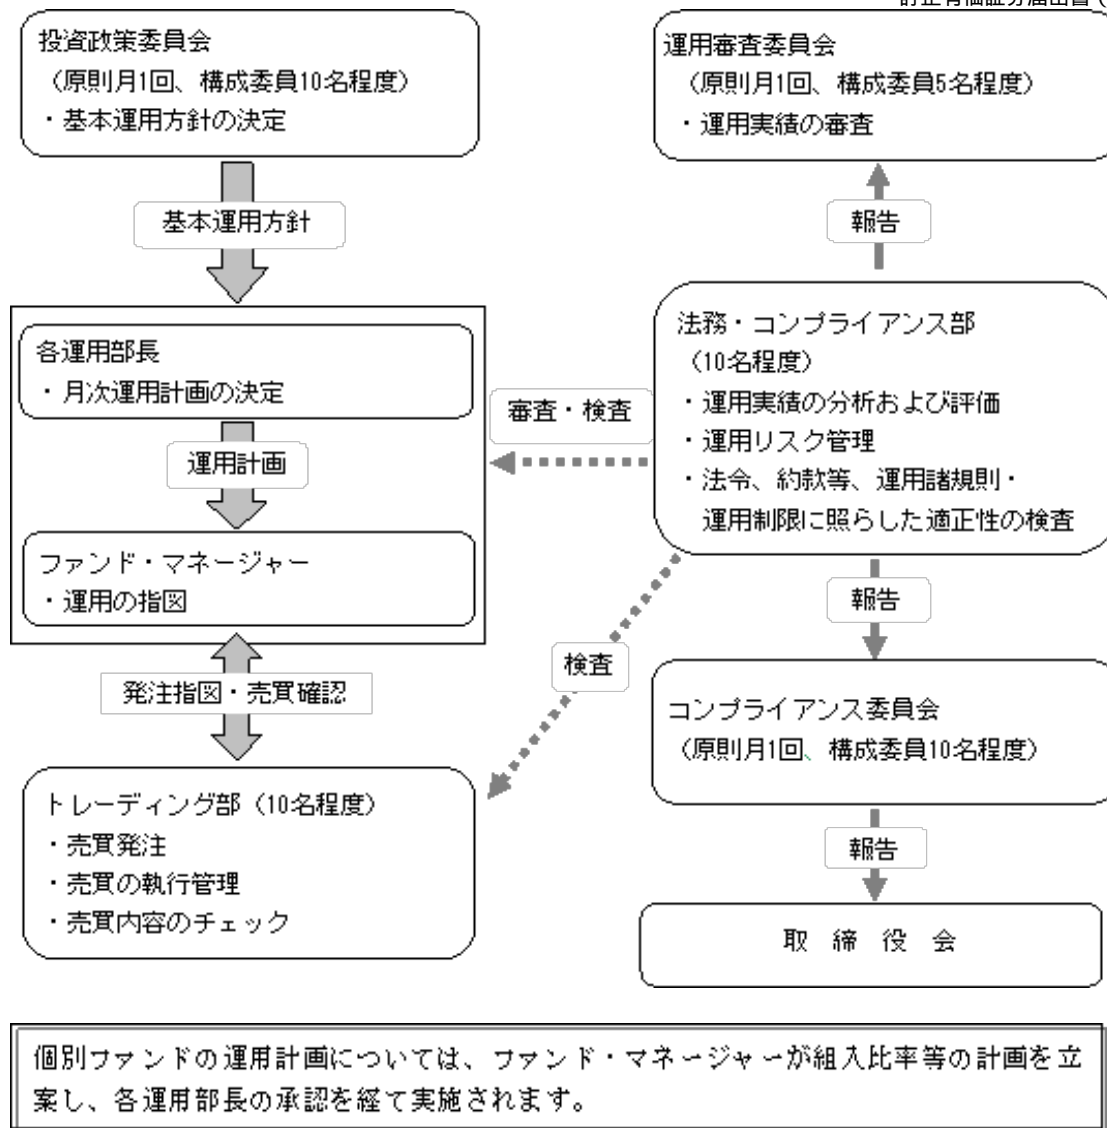 投資政策委員会
（原則月1回、構成委員10名程度）
・基本運用方針の決定
基本運用方針
各運用部長
・月次運用計画の決定
運用計画
ファンド・マネージャー
・運用の指図
発注指図・売買確認
トレーディング部（10名程度）
・売買発注
・売買の執行管理
・売買内容のチェック
審査・検査
検査
運用審査委員会
（原則月1回、構成委員5名程度）
・運用実績の審査
報告
法務・コンプライアンス部
（10名程度）
・運用実績の分析および評価
・運用リスク管理
・法令、約款等、運用諸規則・
運用制限に照らした適正性の検査
報告
コンプライアンス委員会
（原則月1回、構成委員10名程度）
報告
取 締 役 会
個別ファンドの運用計画については、ファンド・マネージャーが組入比率等の計画を立
案し、各運用部長の承認を経て実施されます。